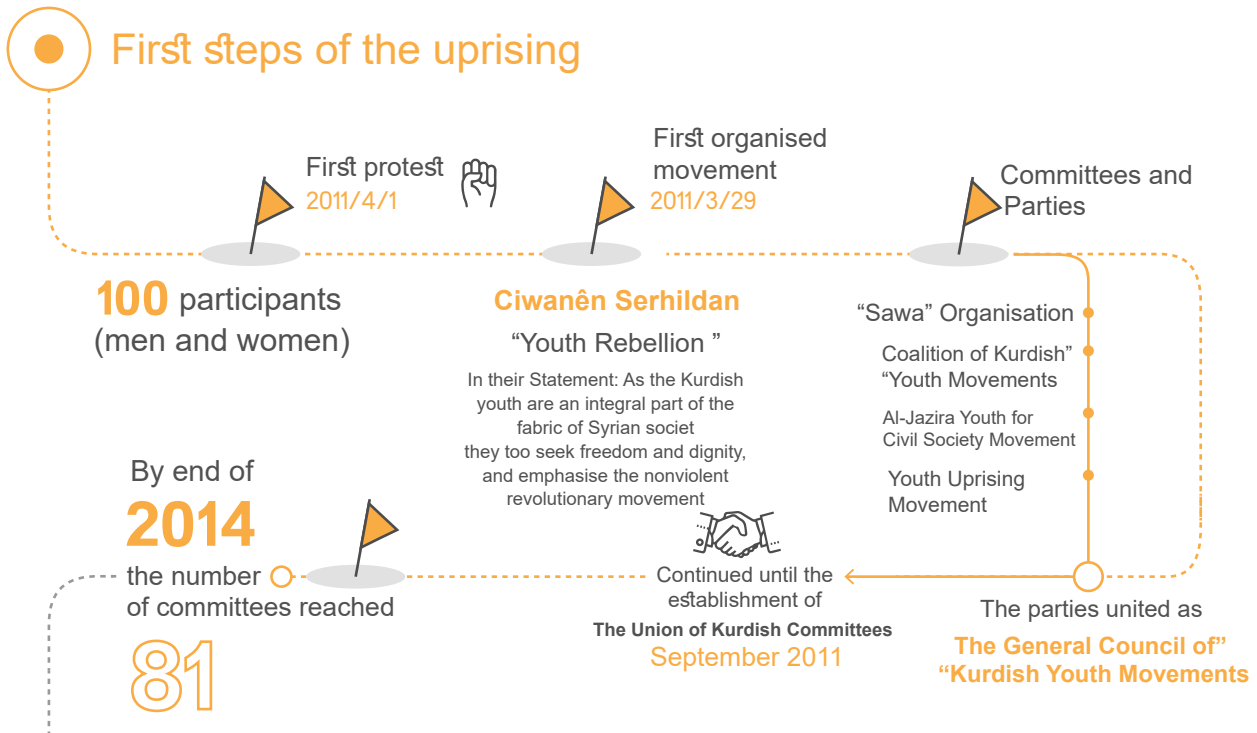 First steps of the uprising
First protest
2011/4/1
100 participants
(men and women)
First organised
movement
2011/3/29
Ciwanên Serhildan
“Youth Rebellion ”
In their Statement: As the Kurdish
youth are an integral part of the
fabric of Syrian societ
they too seek freedom and dignity,
and emphasise the nonviolent
revolutionary movement
Committees and
Parties
“Sawa” Organisation
Coalition of Kurdish”
“Youth Movements
Al-Jazira Youth for
Civil Society Movement
Youth Uprising
Movement
The parties united as
The General Council of”
“Kurdish Youth Movements
Continued until the
establishment of
The Union of Kurdish Committees
September 2011
By end of
2014
the number
of committees reached
81